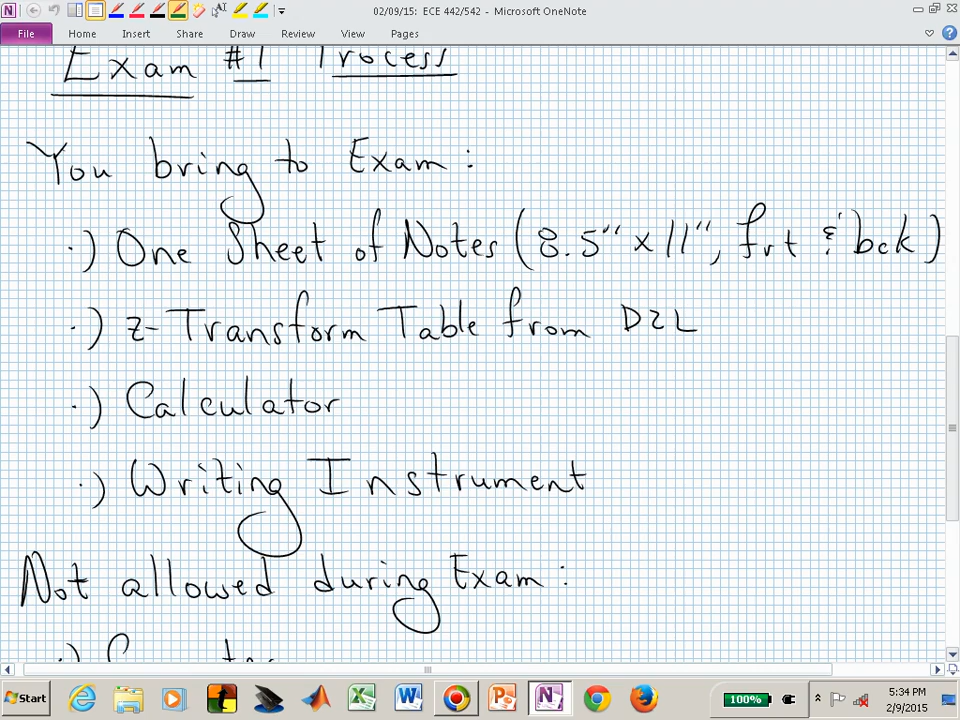 02/09/15: ECE 442/542 - Microsoft OneNote
File Home Insert Share Draw Review View Pages
Exam #1 Process
You bring to Exam:
·) One Sheet of Notes (8.5" x 11", frt & bck)
·) z-Transform Table from D2L
·) Calculator
·) Writing Instrument
Not allowed during Exam:
Start 100% 5:34 PM
2/9/2015